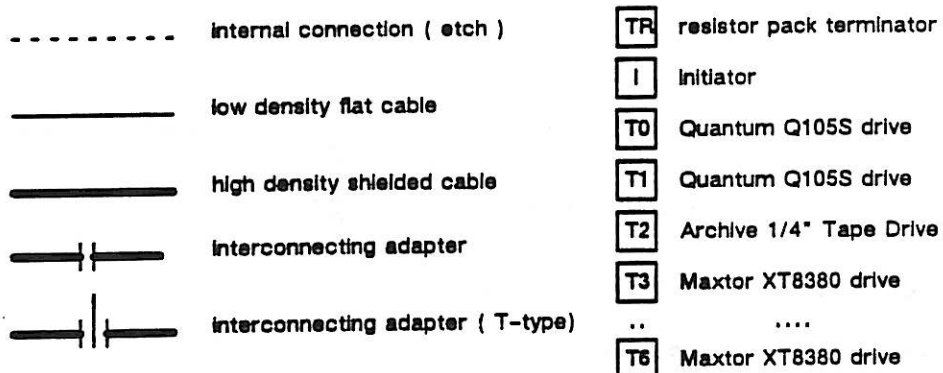 internal connection ( etch )
low density flat cable
high density shielded cable
interconnecting adapter
interconnecting adapter ( T-type)
TR resistor pack terminator
I initiator
T0 Quantum Q105S drive
T1 Quantum Q105S drive
T2 Archive 1/4" Tape Drive
T3 Maxtor XT8380 drive
.. ....
T6 Maxtor XT8380 drive